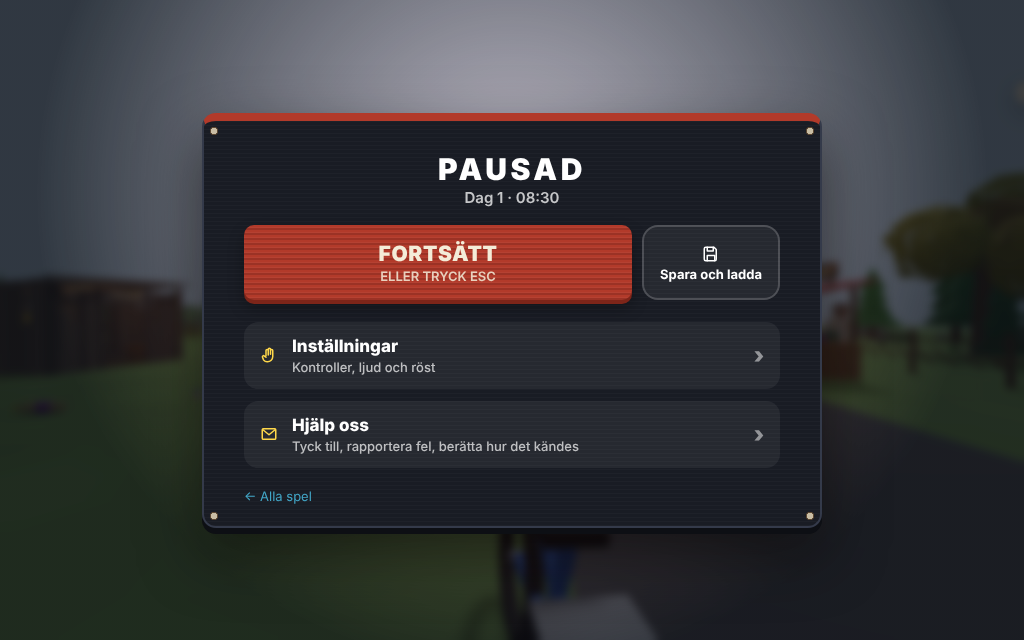 PAUSAD
Dag 1 · 08:30
FORTSÄTT
ELLER TRYCK ESC
Spara och ladda
Inställningar
Kontroller, ljud och röst
Hjälp oss
Tyck till, rapportera fel, berätta hur det kändes
← Alla spel